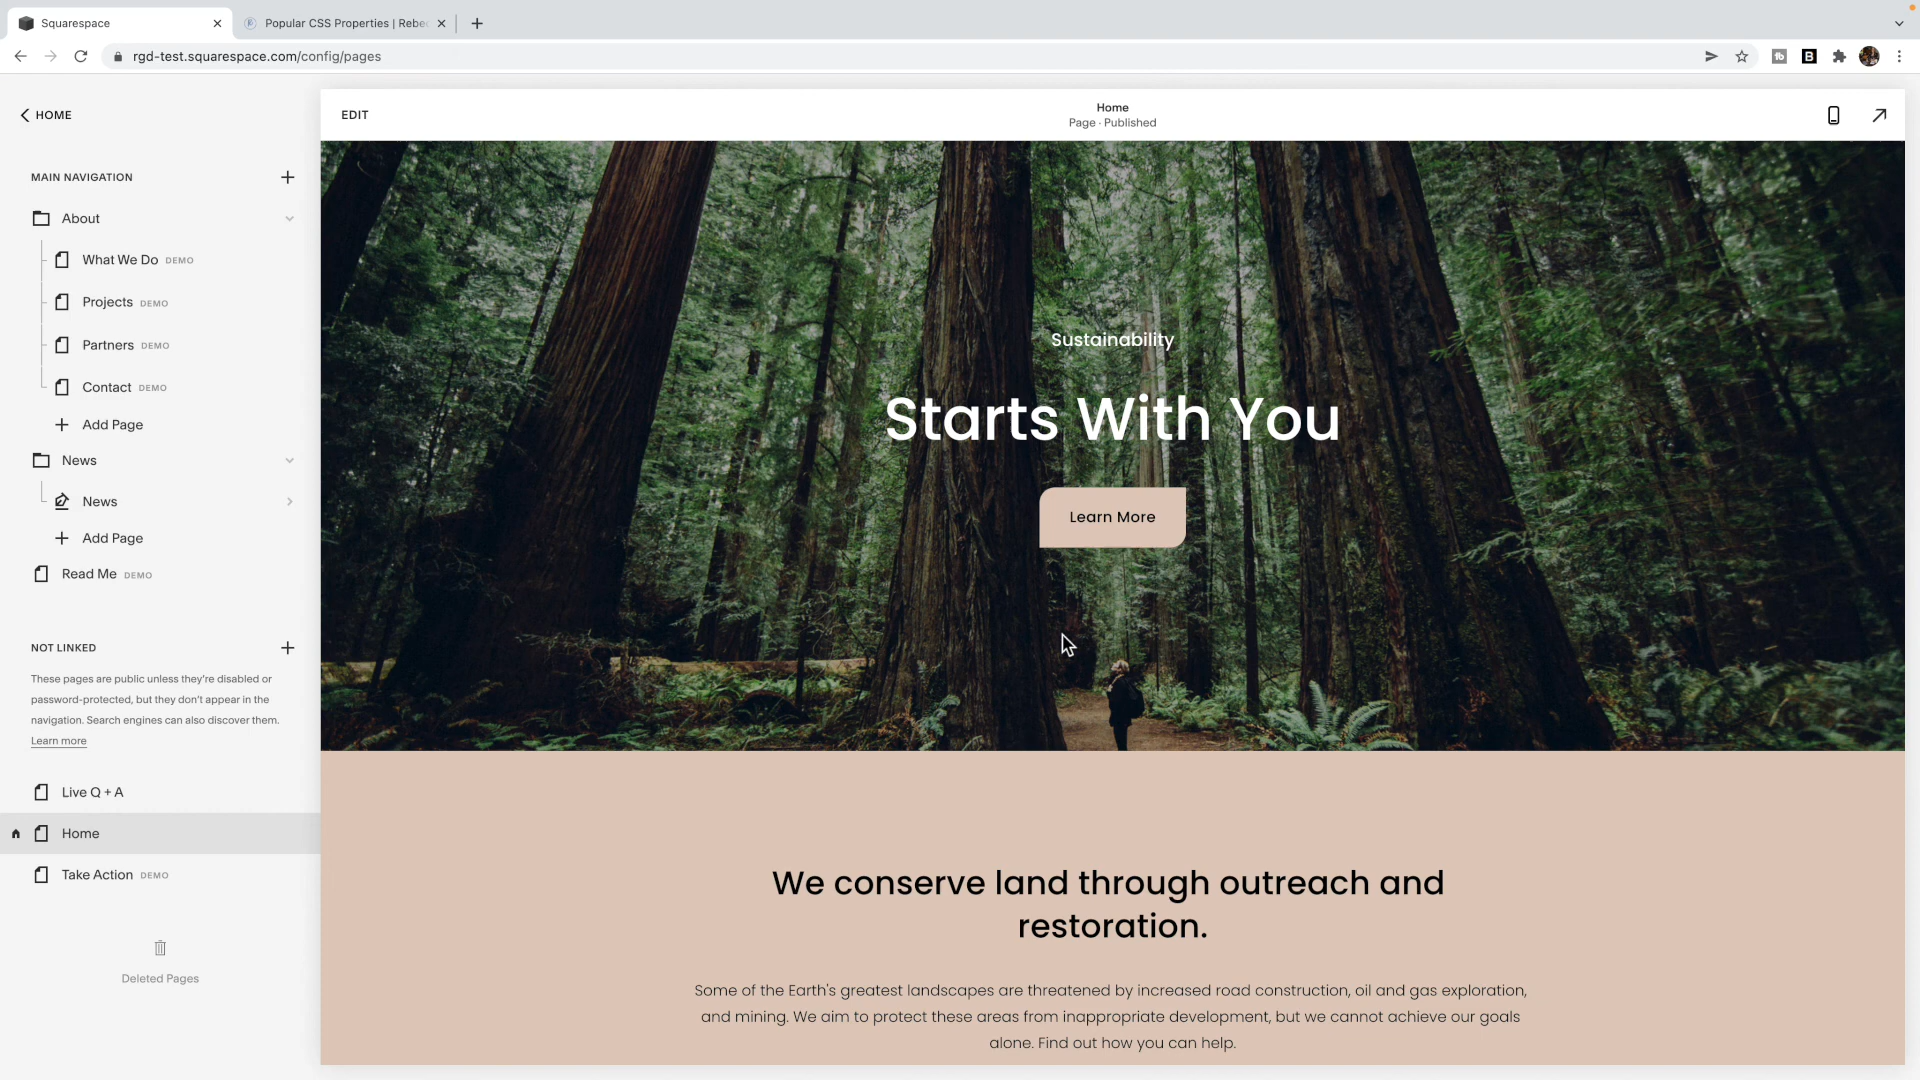 Squarespace
Popular CSS Properties | Rebe
rgd-test.squarespace.com/config/pages
HOME
MAIN NAVIGATION
About
What We Do DEMO
Projects DEMO
Partners DEMO
Contact DEMO
Add Page
News
News
Add Page
Read Me DEMO
NOT LINKED
These pages are public unless they're disabled or
password-protected, but they don't appear in the
navigation. Search engines can also discover them.
Learn more
Live Q + A
Home
Take Action DEMO
Deleted Pages
EDIT
Home
Page · Published
Sustainability
Starts With You
Learn More
We conserve land through outreach and
restoration.
Some of the Earth's greatest landscapes are threatened by increased road construction, oil and gas exploration,
and mining. We aim to protect these areas from inappropriate development, but we cannot achieve our goals
alone. Find out how you can help.